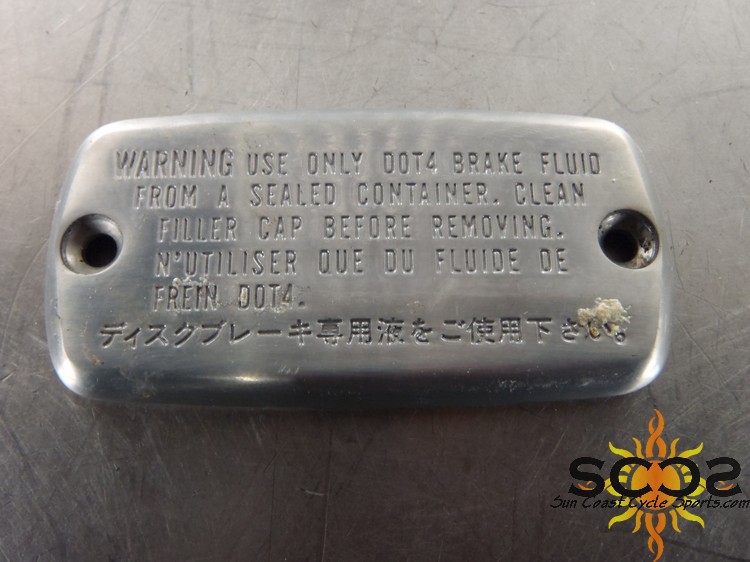 WARNING USE ONLY DOT4 BRAKE FLUID
FROM A SEALED CONTAINER. CLEAN
FILLER CAP BEFORE REMOVING.
N'UTILISER QUE DU FLUIDE DE
FREIN DOT4.
ディスクブレーキ専用液をご使用下さい。
SCCS
Sun Coast Cycle Sports.com